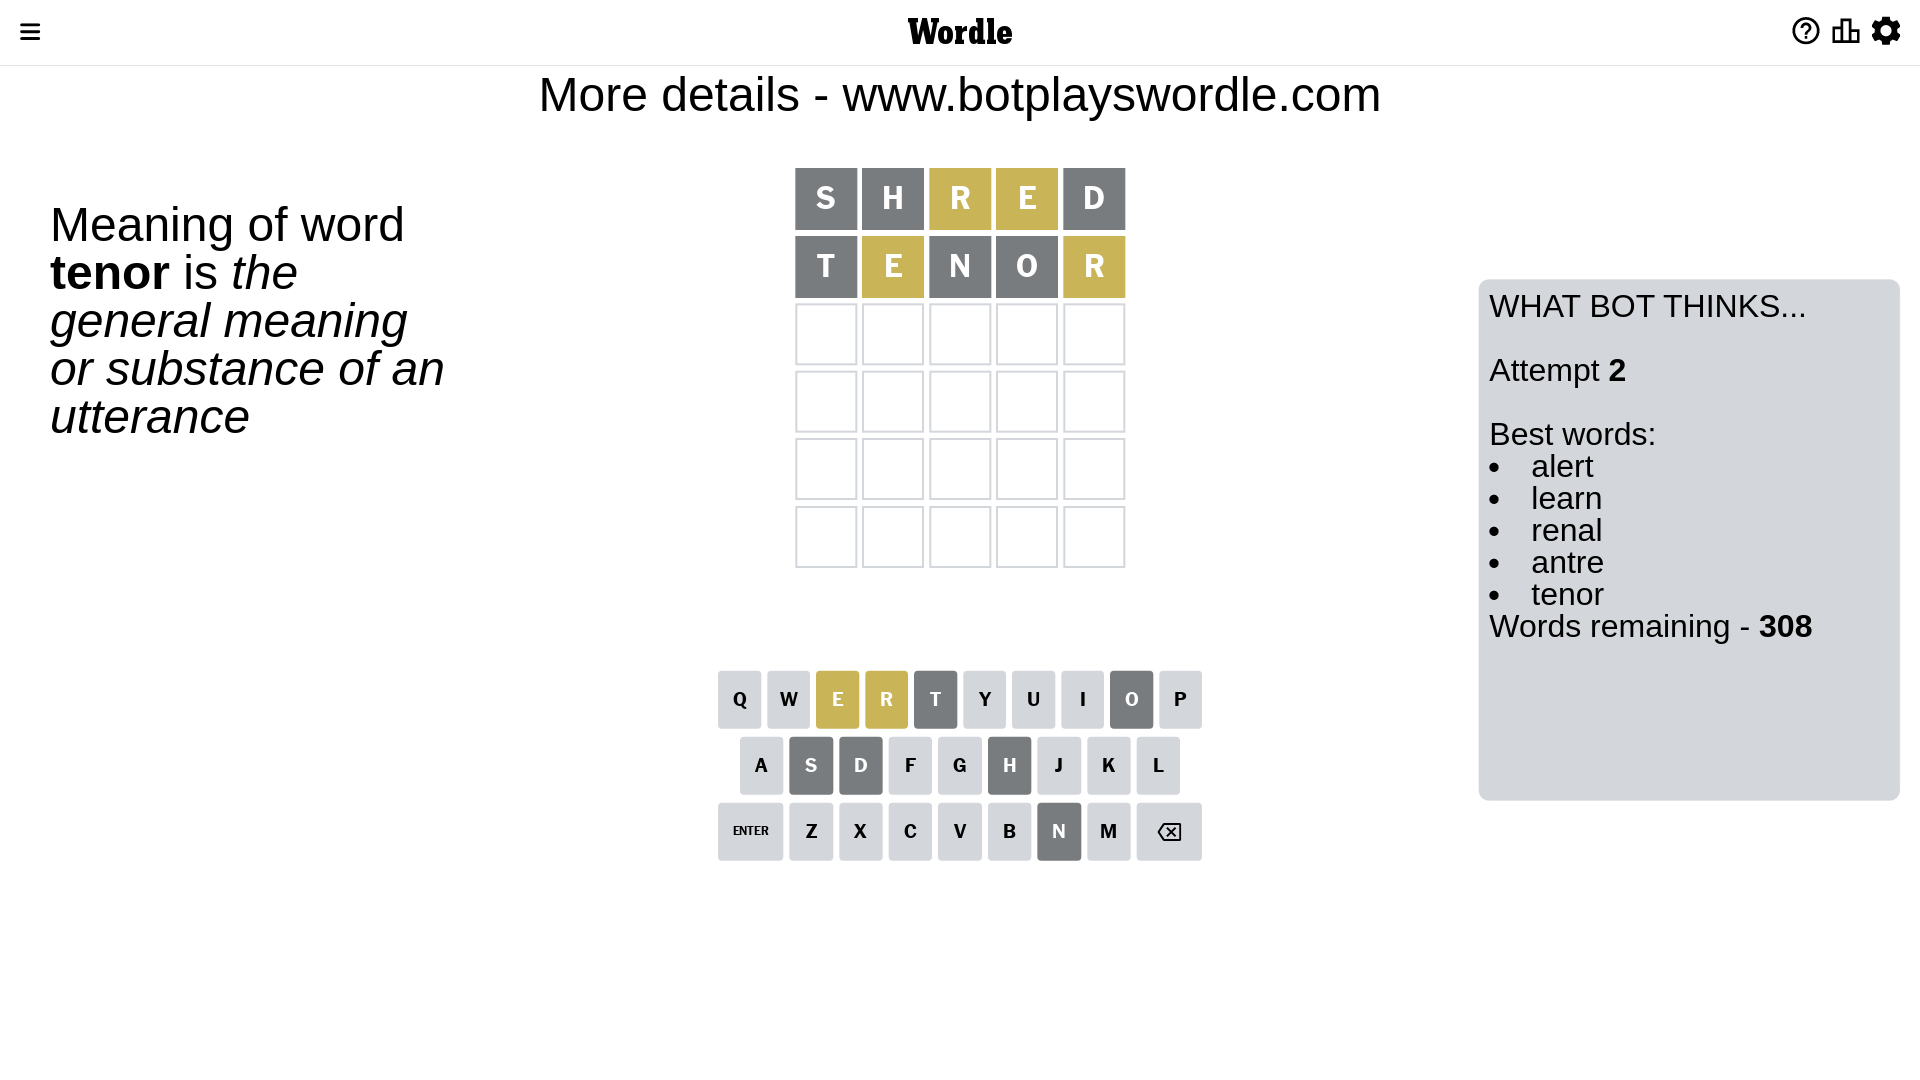 Wordle
More details - www.botplayswordle.com
Meaning of word
tenor is the
general meaning
or substance of an
utterance
S H R E D
T E N O R
WHAT BOT THINKS...
Attempt 2
Best words:
• alert
• learn
• renal
• antre
• tenor
Words remaining - 308
Q W E R T Y U I O P
A S D F G H J K L
ENTER Z X C V B N M